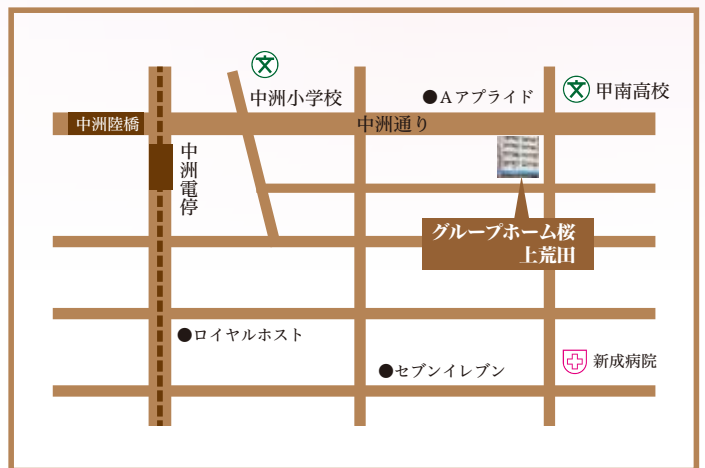 中洲小学校
●Aアプライド
甲南高校
中洲陸橋
中洲通り
中洲電停
グループホーム桜
上荒田
●ロイヤルホスト
●セブンイレブン
新成病院